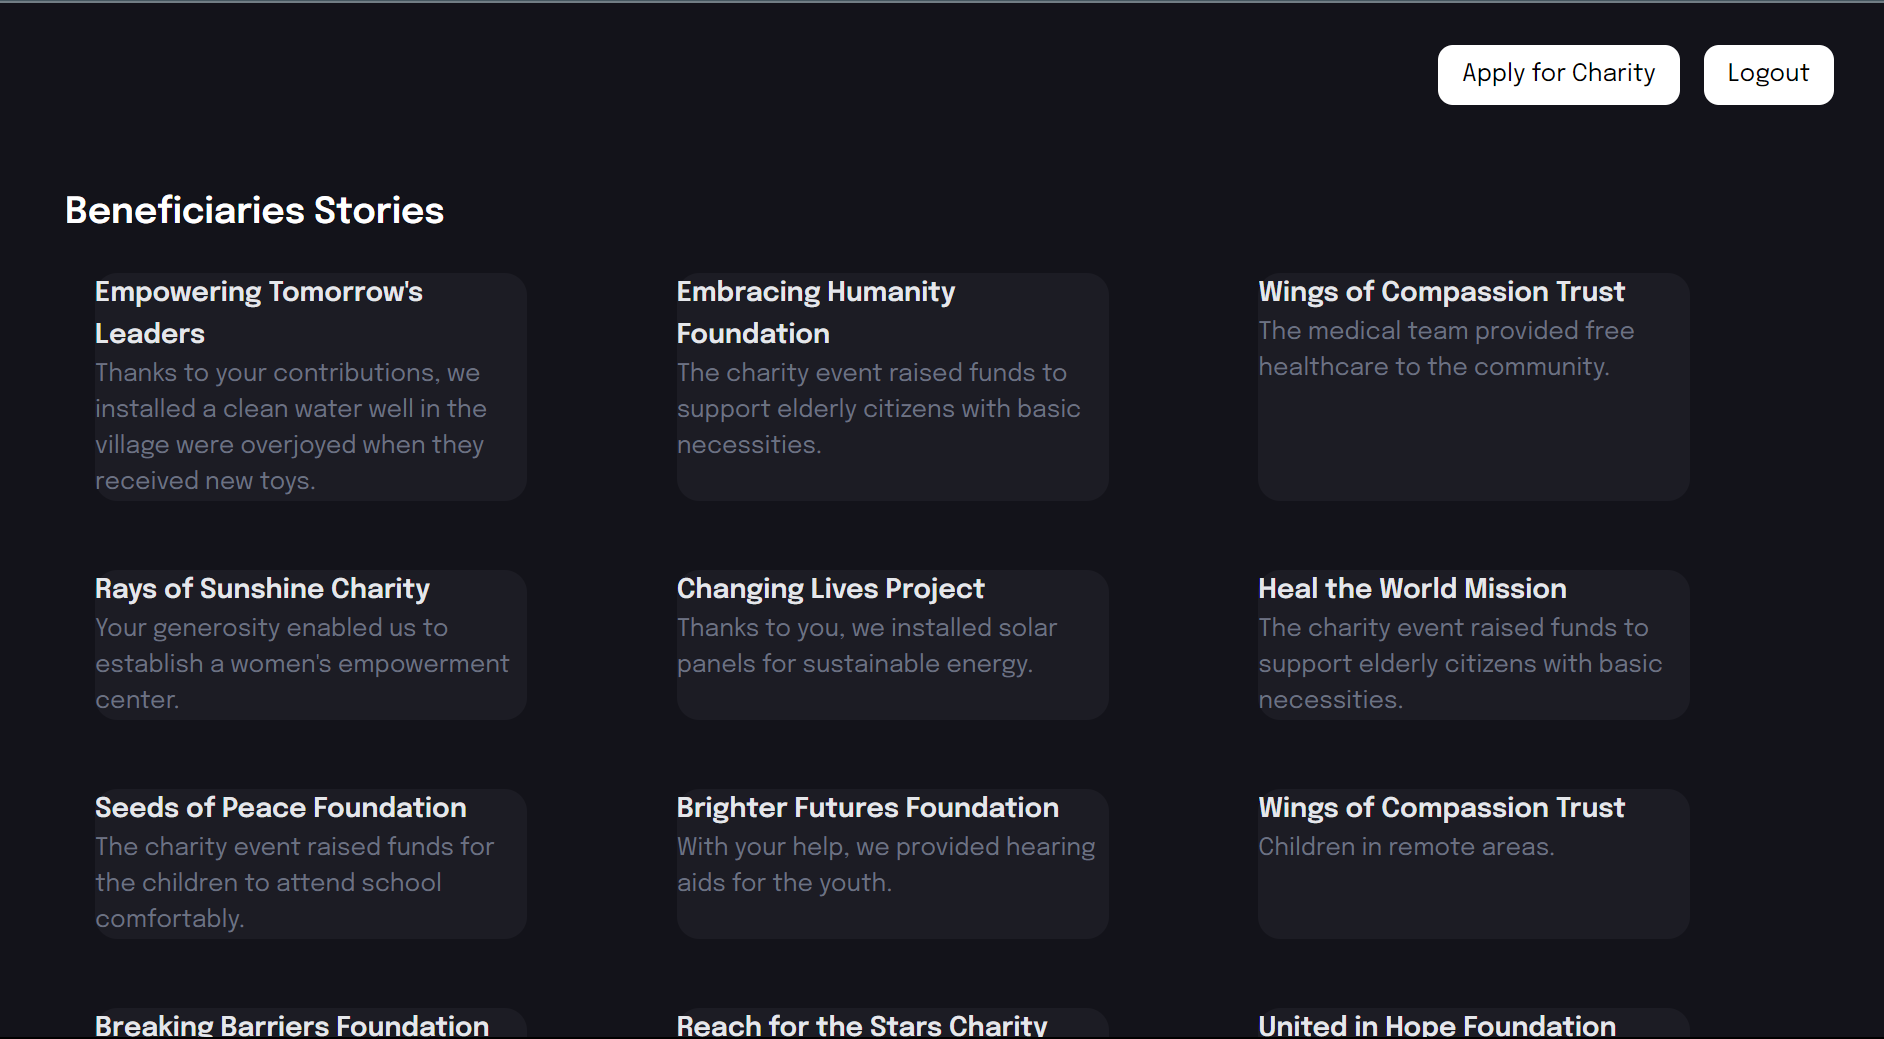 Apply for Charity
Logout
Beneficiaries Stories
Empowering Tomorrow's
Leaders
Thanks to your contributions, we
installed a clean water well in the
village were overjoyed when they
received new toys.
Embracing Humanity
Foundation
The charity event raised funds to
support elderly citizens with basic
necessities.
Wings of Compassion Trust
The medical team provided free
healthcare to the community.
Rays of Sunshine Charity
Your generosity enabled us to
establish a women's empowerment
center.
Changing Lives Project
Thanks to you, we installed solar
panels for sustainable energy.
Heal the World Mission
The charity event raised funds to
support elderly citizens with basic
necessities.
Seeds of Peace Foundation
The charity event raised funds for
the children to attend school
comfortably.
Brighter Futures Foundation
With your help, we provided hearing
aids for the youth.
Wings of Compassion Trust
Children in remote areas.
Breaking Barriers Foundation
Reach for the Stars Charity
United in Hope Foundation